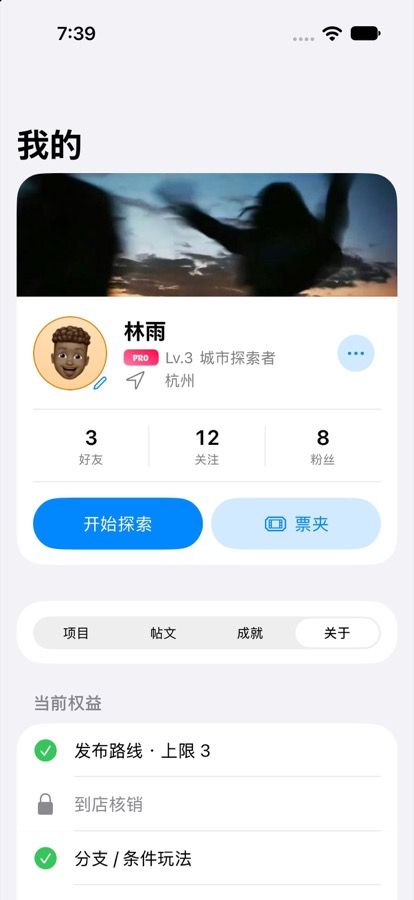 7:39
我的
林雨
PRO Lv.3 城市探索者
杭州
3 12 8
好友 关注 粉丝
开始探索 票夹
项目 帖文 成就 关于
当前权益
发布路线 · 上限 3
到店核销
分支 / 条件玩法